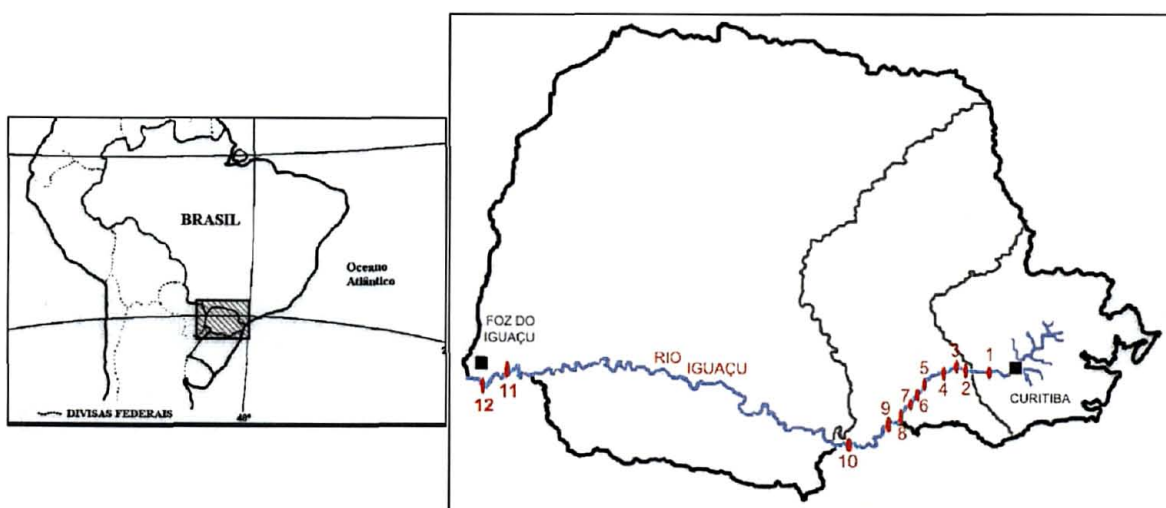 BRASIL
Oceano
Atlântico
DIVISAS FEDERAIS
40°
FOZ DO
IGUAÇU
RIO
IGUAÇU
CURITIBA
1
2
3
4
5
6
7
8
9
10
11
12